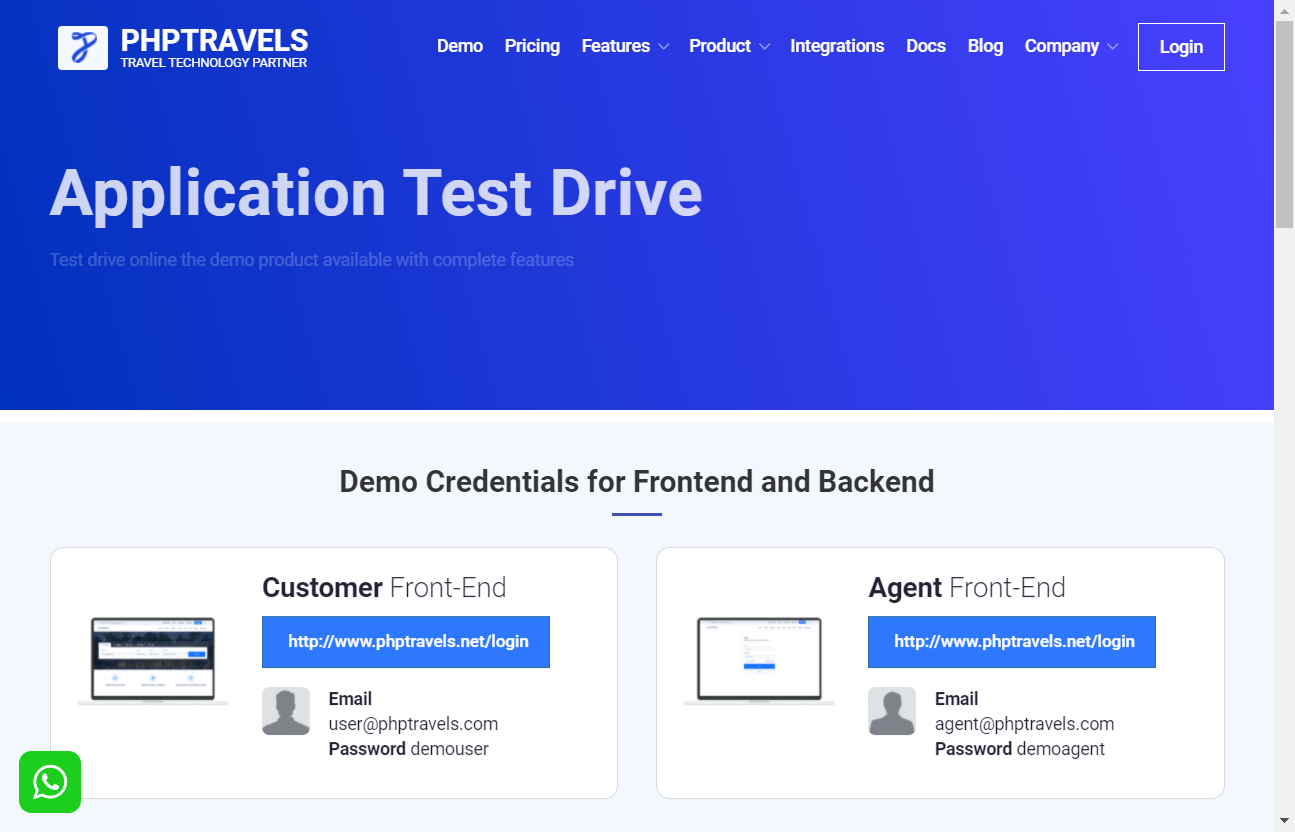 PHPTRAVELS
TRAVEL TECHNOLOGY PARTNER
Demo Pricing Features Product Integrations Docs Blog Company Login
Application Test Drive
Test drive online the demo product available with complete features
Demo Credentials for Frontend and Backend
Customer Front-End
http://www.phptravels.net/login
Email
user@phptravels.com
Password demouser
Agent Front-End
http://www.phptravels.net/login
Email
agent@phptravels.com
Password demoagent